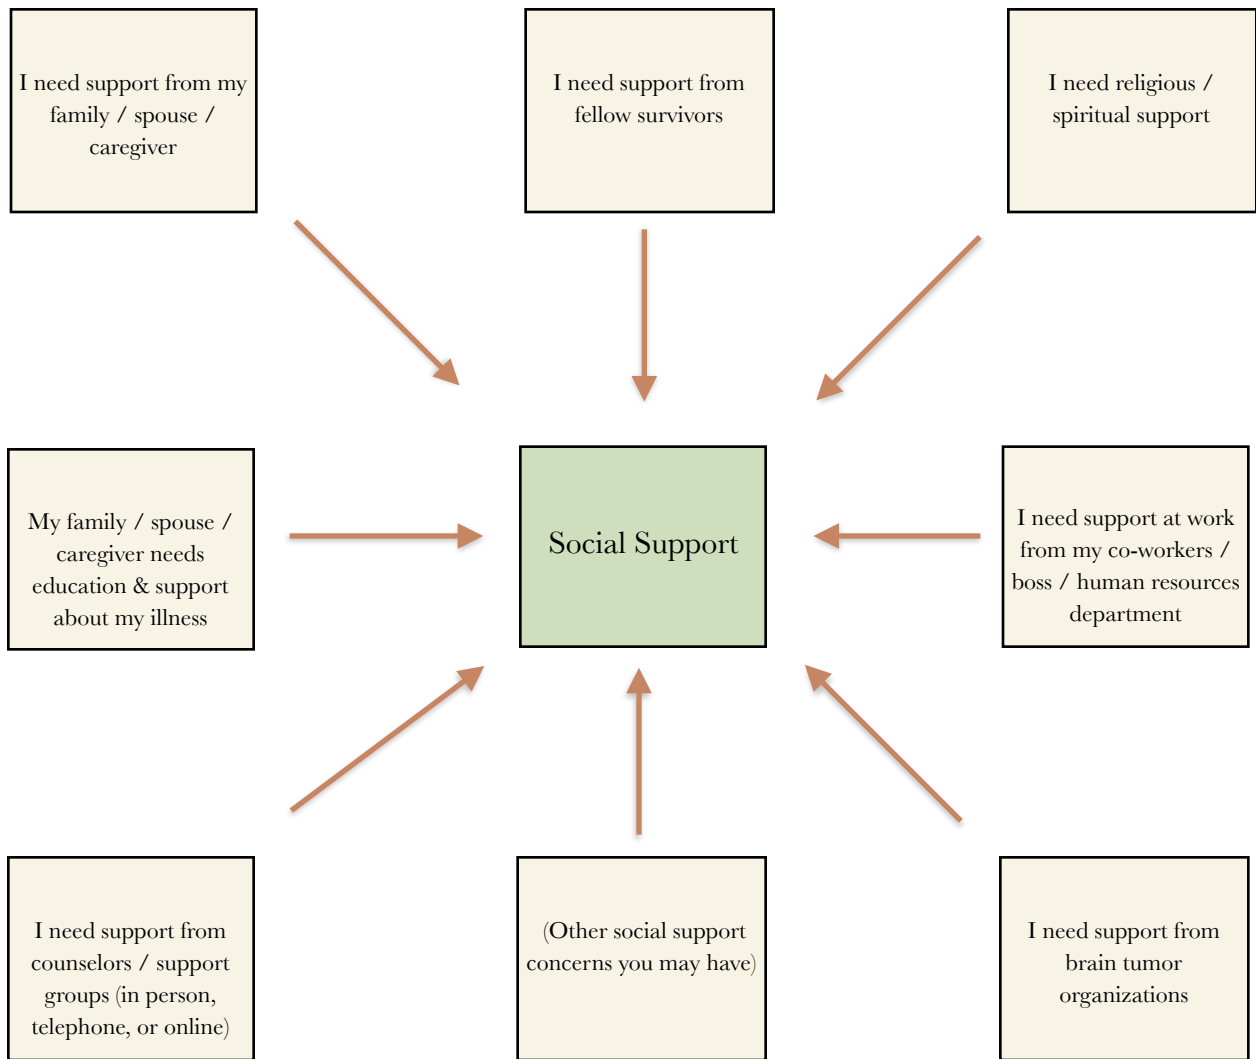 I need support from my
family / spouse /
caregiver
I need support from
fellow survivors
I need religious /
spiritual support
My family / spouse /
caregiver needs
education & support
about my illness
Social Support
I need support at work
from my co-workers /
boss / human resources
department
I need support from
counselors / support
groups (in person,
telephone, or online)
(Other social support
concerns you may have)
I need support from
brain tumor
organizations